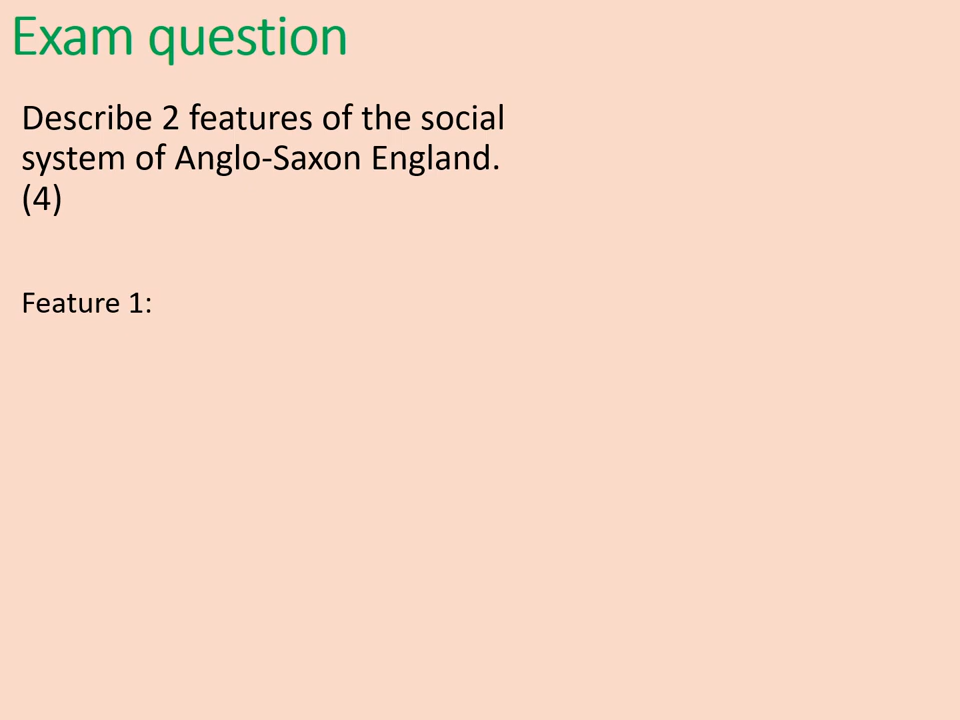 Exam question
Describe 2 features of the social
system of Anglo-Saxon England.
(4)
Feature 1: